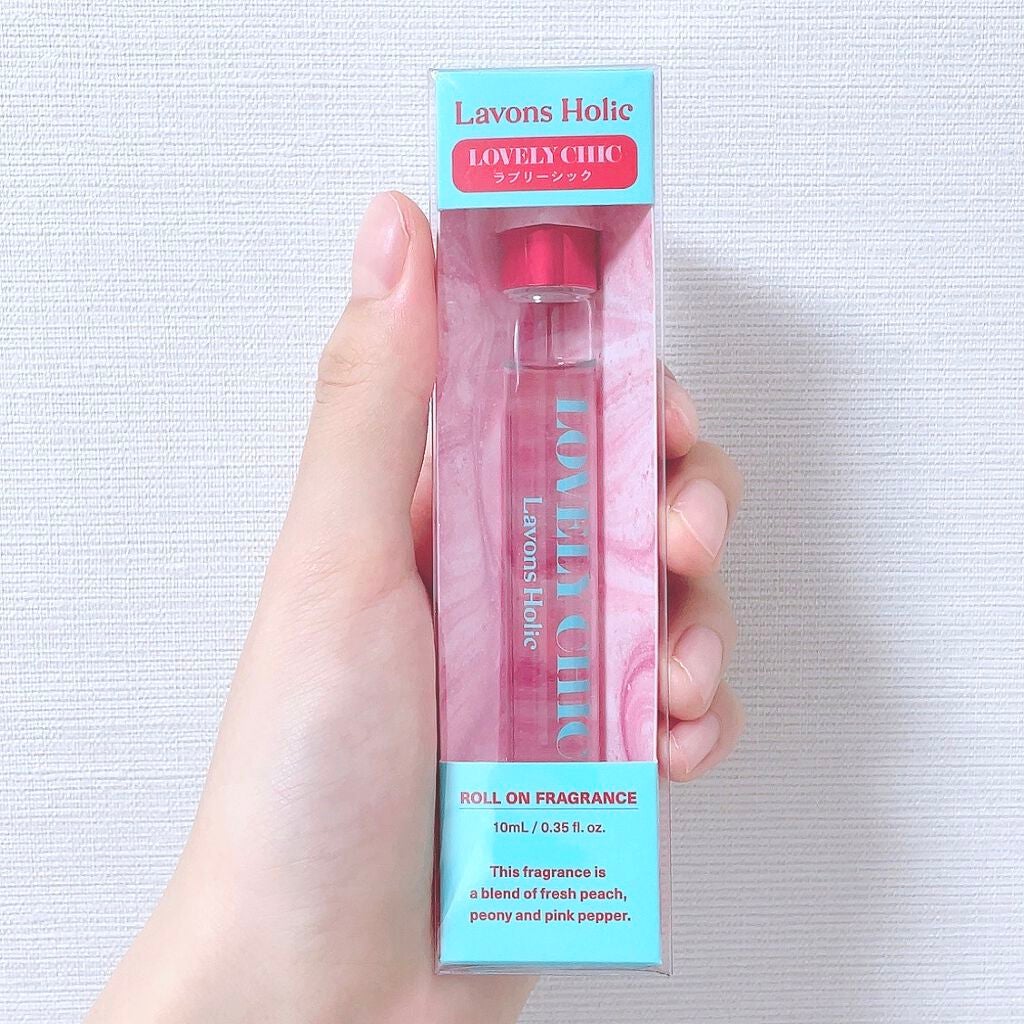 Lavons Holic
LOVELY CHIC
ラブリーシック
LOVELY CHIC
Lavons Holic
ROLL ON FRAGRANCE
10mL / 0.35 fl. oz.
This fragrance is
a blend of fresh peach,
peony and pink pepper.